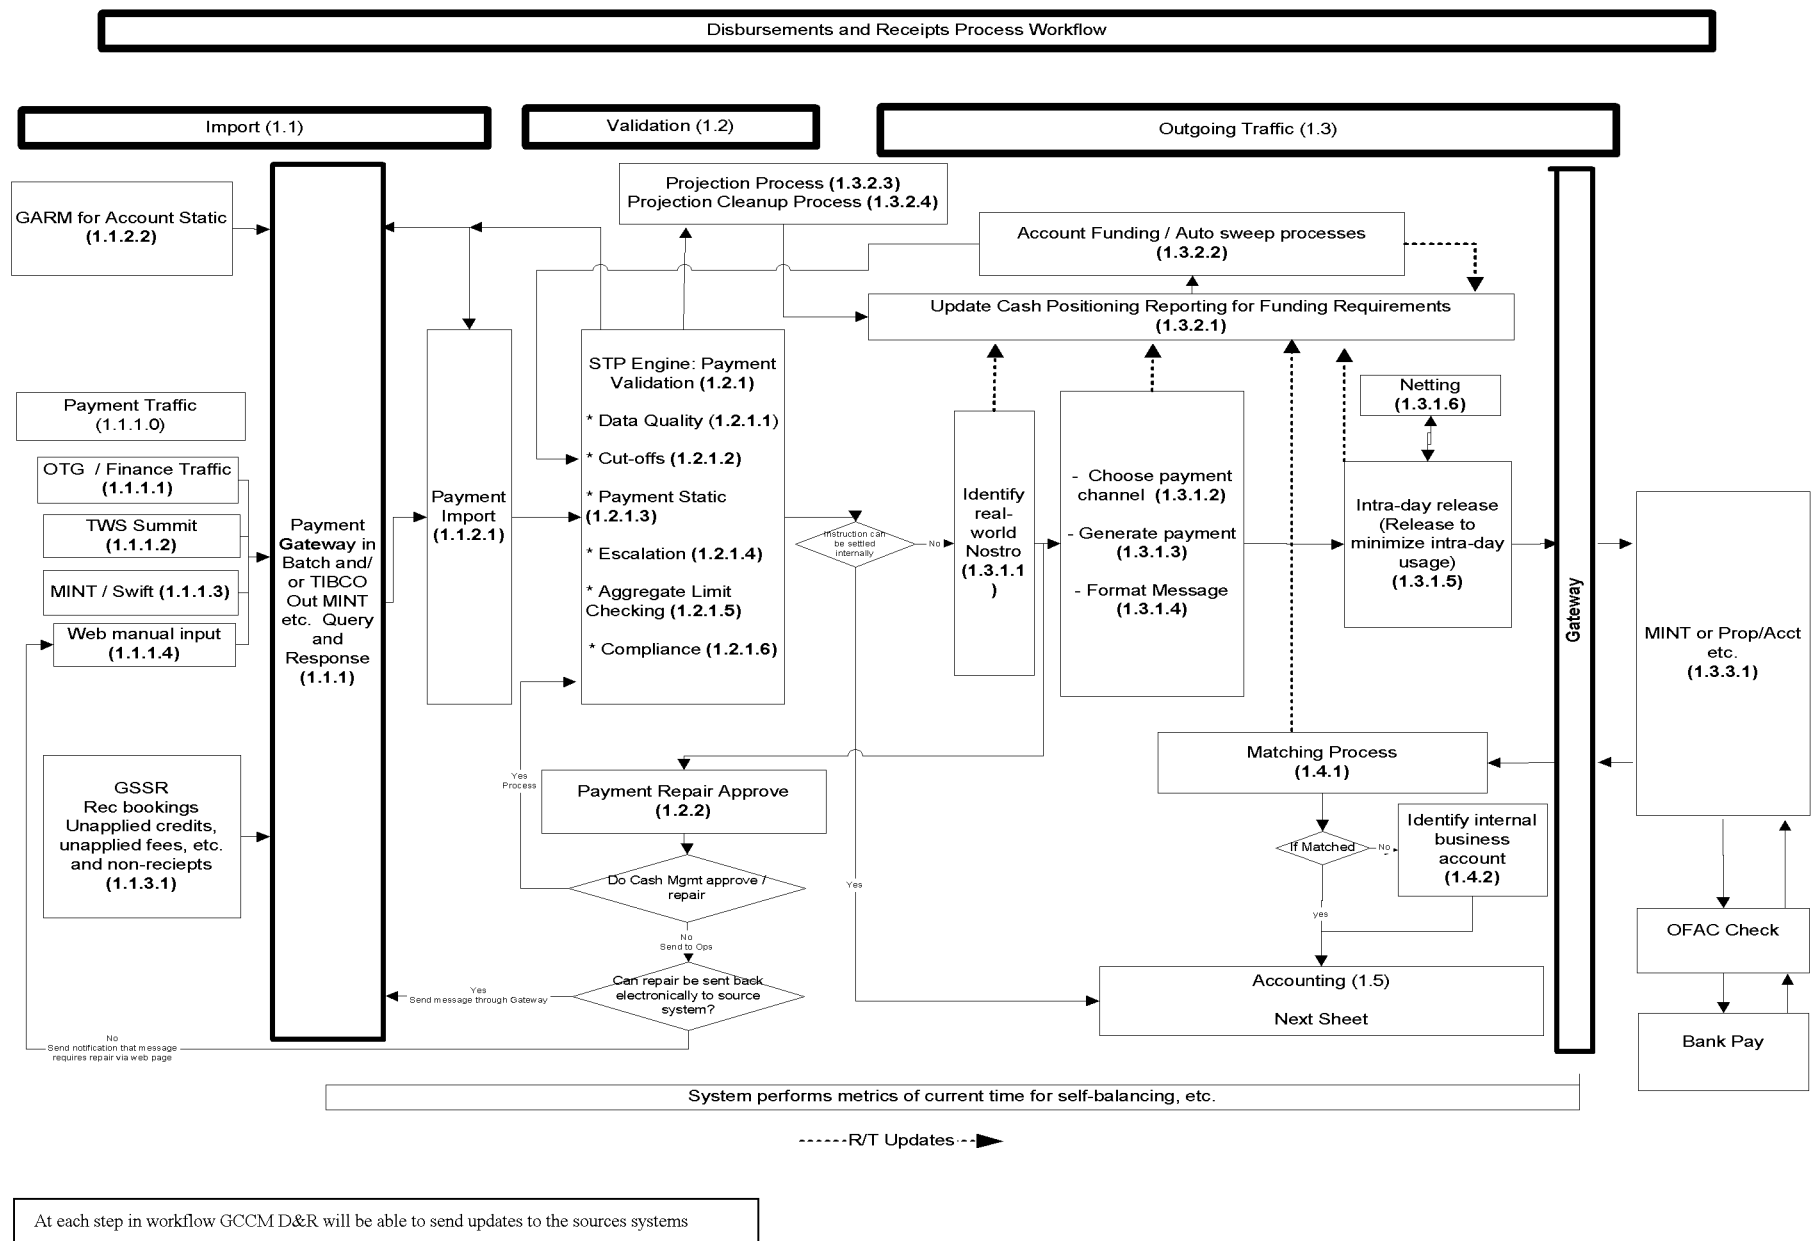 Disbursements and Receipts Process Workflow
Import (1.1)
Validation (1.2)
Outgoing Traffic (1.3)
GARM for Account Static
(1.1.2.2)
Payment Traffic
(1.1.1.0)
OTG / Finance Traffic
(1.1.1.1)
TWS Summit
(1.1.1.2)
MINT / Swift (1.1.1.3)
Web manual input
(1.1.1.4)
GSSR
Rec bookings
Unapplied credits,
unapplied fees, etc.
and non-reciepts
(1.1.3.1)
No
Send notification that message
requires repair via web page
Payment
Gateway in
Batch and/
or TIBCO
Out MINT
etc. Query
and
Response
(1.1.1)
Payment
Import
(1.1.2.1)
Projection Process (1.3.2.3)
Projection Cleanup Process (1.3.2.4)
STP Engine: Payment
Validation (1.2.1)
* Data Quality (1.2.1.1)
* Cut-offs (1.2.1.2)
* Payment Static
(1.2.1.3)
* Escalation (1.2.1.4)
* Aggregate Limit
Checking (1.2.1.5)
* Compliance (1.2.1.6)
Yes
Process
Payment Repair Approve
(1.2.2)
Do Cash Mgmt approve /
repair
No
Send to Ops
Can repair be sent back
electronically to source
system?
Yes
Send message through Gateway
Instruction can
be settled
internally
No
Yes
Account Funding / Auto sweep processes
(1.3.2.2)
Update Cash Positioning Reporting for Funding Requirements
(1.3.2.1)
Identify
real-
world
Nostro
(1.3.1.1
)
- Choose payment
channel (1.3.1.2)
- Generate payment
(1.3.1.3)
- Format Message
(1.3.1.4)
Netting
(1.3.1.6)
Intra-day release
(Release to
minimize intra-day
usage)
(1.3.1.5)
Gateway
MINT or Prop/Acct
etc.
(1.3.3.1)
Matching Process
(1.4.1)
If Matched
No
yes
Identify internal
business
account
(1.4.2)
Accounting (1.5)
Next Sheet
OFAC Check
Bank Pay
System performs metrics of current time for self-balancing, etc.
R/T Updates
At each step in workflow GCCM D&R will be able to send updates to the sources systems